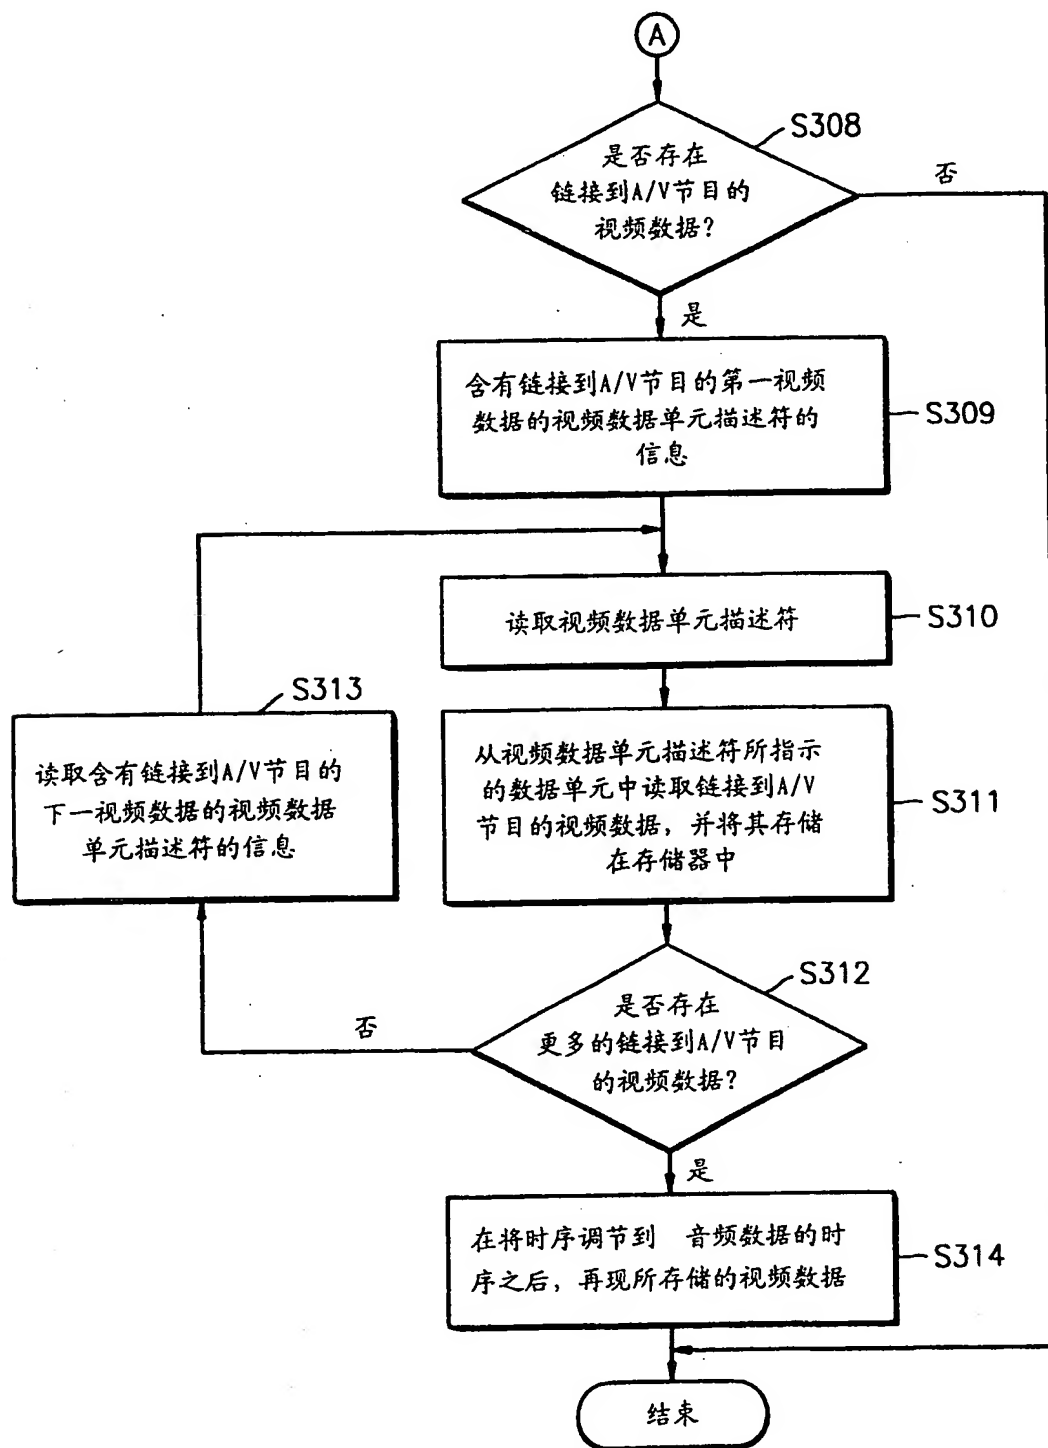 A
S308
是否存在
链接到A/V节目的
视频数据?
否
是
含有链接到A/V节目的第一视频
数据的视频数据单元描述符的
信息
S309
读取视频数据单元描述符
S310
S313
读取含有链接到A/V节目的
下一视频数据的视频数据
单元描述符的信息
从视频数据单元描述符所指示
的数据单元中读取链接到A/V
节目的视频数据，并将其存储
在存储器中
S311
S312
是否存在
更多的链接到A/V节目
的视频数据?
否
是
在将时序调节到 音频数据的时
序之后，再现所存储的视频数据
S314
结束